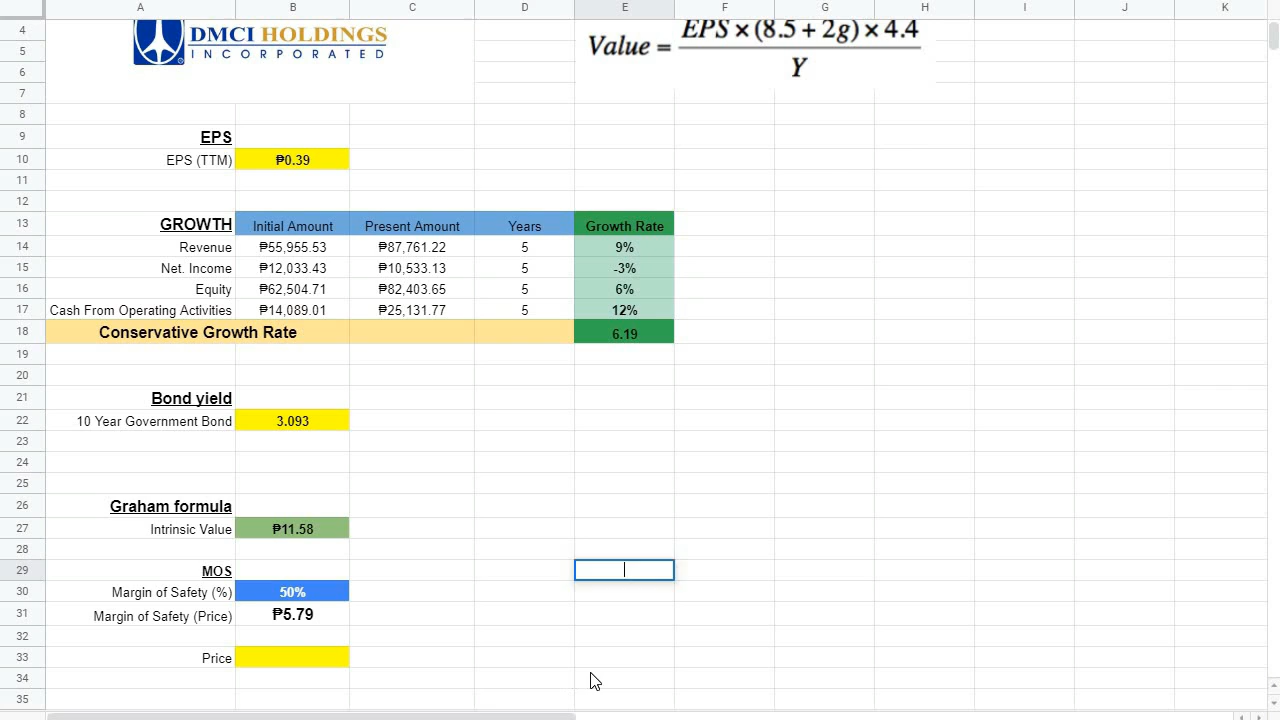 A B C D E F G H I J K
4 DMCI HOLDINGS
INCORPORATED
Value = EPS × (8.5 + 2g) × 4.4
Y
5
6
7
8
9 EPS
10 EPS (TTM) ₱0.39
11
12
13 GROWTH Initial Amount Present Amount Years Growth Rate
14 Revenue ₱55,955.53 ₱87,761.22 5 9%
15 Net. Income ₱12,033.43 ₱10,533.13 5 -3%
16 Equity ₱62,504.71 ₱82,403.65 5 6%
17 Cash From Operating Activities ₱14,089.01 ₱25,131.77 5 12%
18 Conservative Growth Rate 6.19
19
20
21 Bond yield
22 10 Year Government Bond 3.093
23
24
25
26 Graham formula
27 Intrinsic Value ₱11.58
28
29 MOS
30 Margin of Safety (%) 50%
31 Margin of Safety (Price) ₱5.79
32
33 Price
34
35